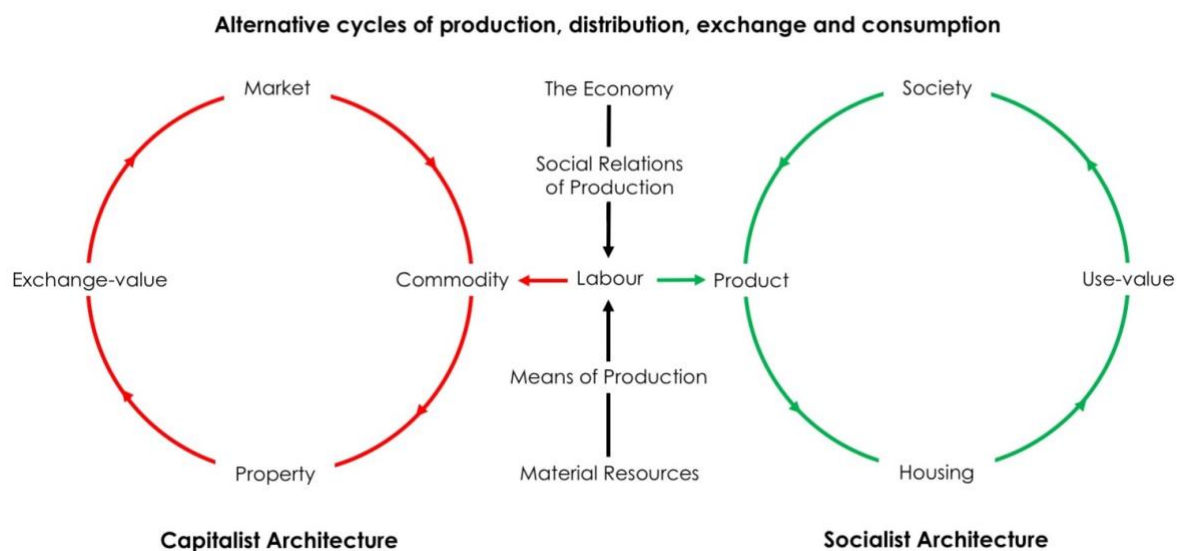 Alternative cycles of production, distribution, exchange and consumption
Market
The Economy
Society
Social Relations
of Production
Exchange-value
Commodity
Labour
Product
Use-value
Means of Production
Property
Material Resources
Housing
Capitalist Architecture
Socialist Architecture